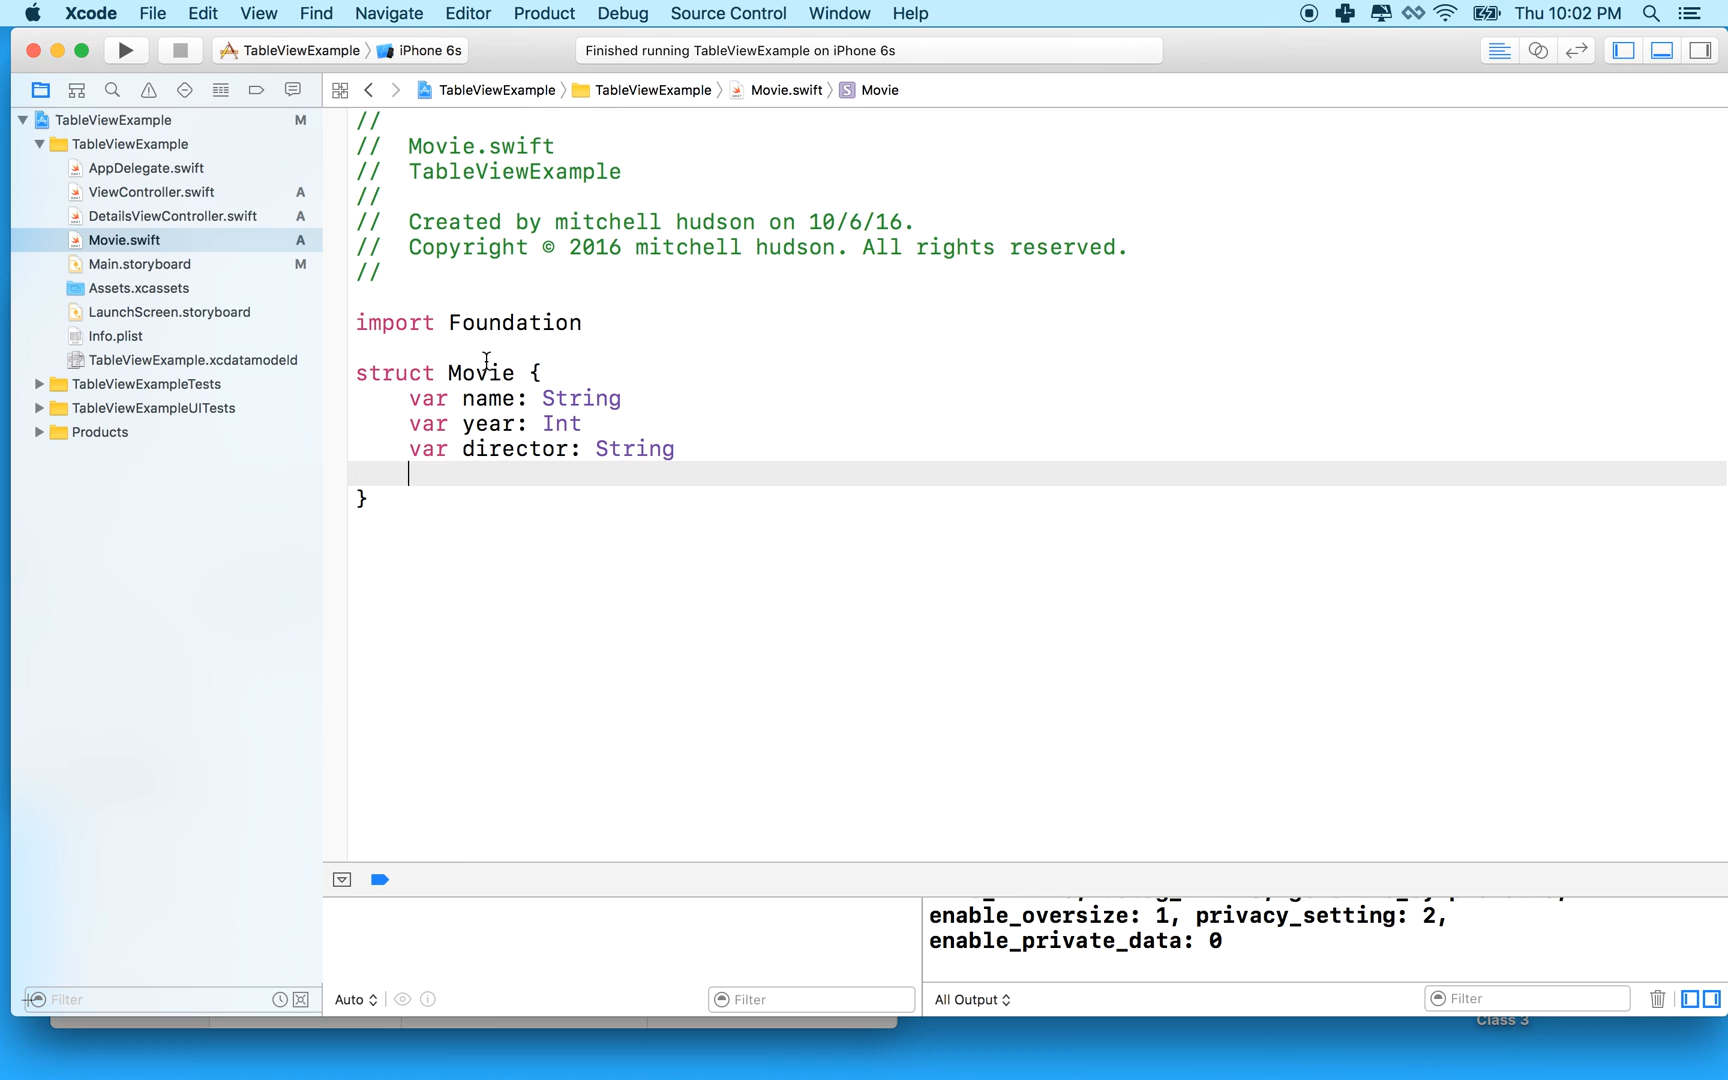 Xcode File Edit View Find Navigate Editor Product Debug Source Control Window Help Thu 10:02 PM
TableViewExample iPhone 6s Finished running TableViewExample on iPhone 6s
TableViewExample TableViewExample Movie.swift S Movie
TableViewExample M
TableViewExample
AppDelegate.swift
ViewController.swift A
DetailsViewController.swift A
Movie.swift A
Main.storyboard M
Assets.xcassets
LaunchScreen.storyboard
Info.plist
TableViewExample.xcdatamodeld
TableViewExampleTests
TableViewExampleUITests
Products
//
// Movie.swift
// TableViewExample
//
// Created by mitchell hudson on 10/6/16.
// Copyright © 2016 mitchell hudson. All rights reserved.
//
import Foundation
struct Movie {
var name: String
var year: Int
var director: String
}
enable_oversize: 1, privacy_setting: 2,
enable_private_data: 0
Filter Auto Filter All Output Filter
Class 3